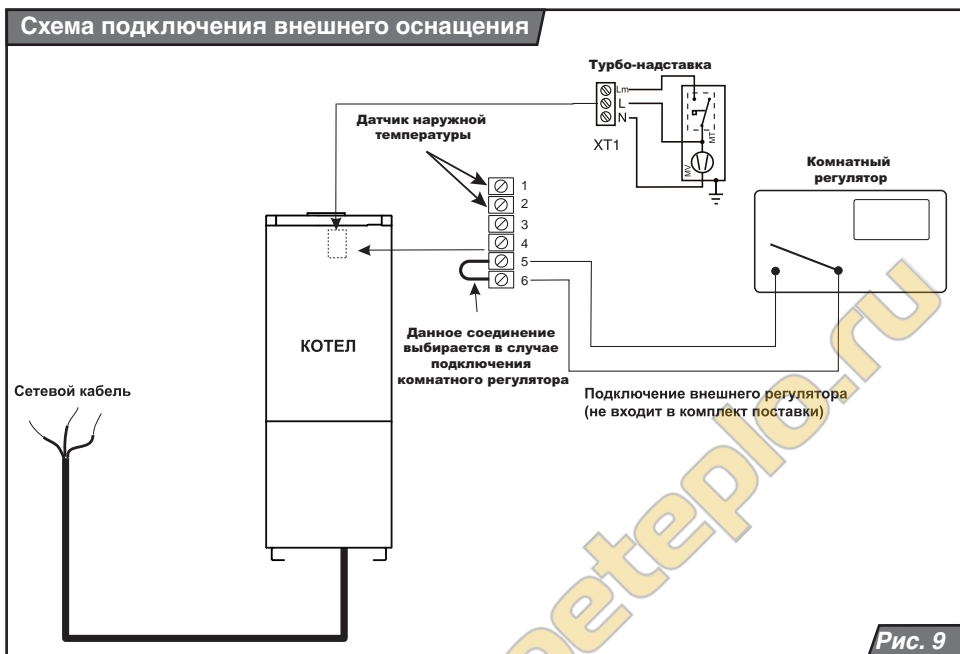 Схема подключения внешнего оснащения
Турбо-надставка
Lm
L
N
XT1
MT
MV
Датчик наружной
температуры
Комнатный
регулятор
1
2
3
4
5
6
КОТЕЛ
Данное соединение
выбирается в случае
подключения
комнатного регулятора
Подключение внешнего регулятора
(не входит в комплект поставки)
Сетевой кабель
Рис. 9
peteplo.ru